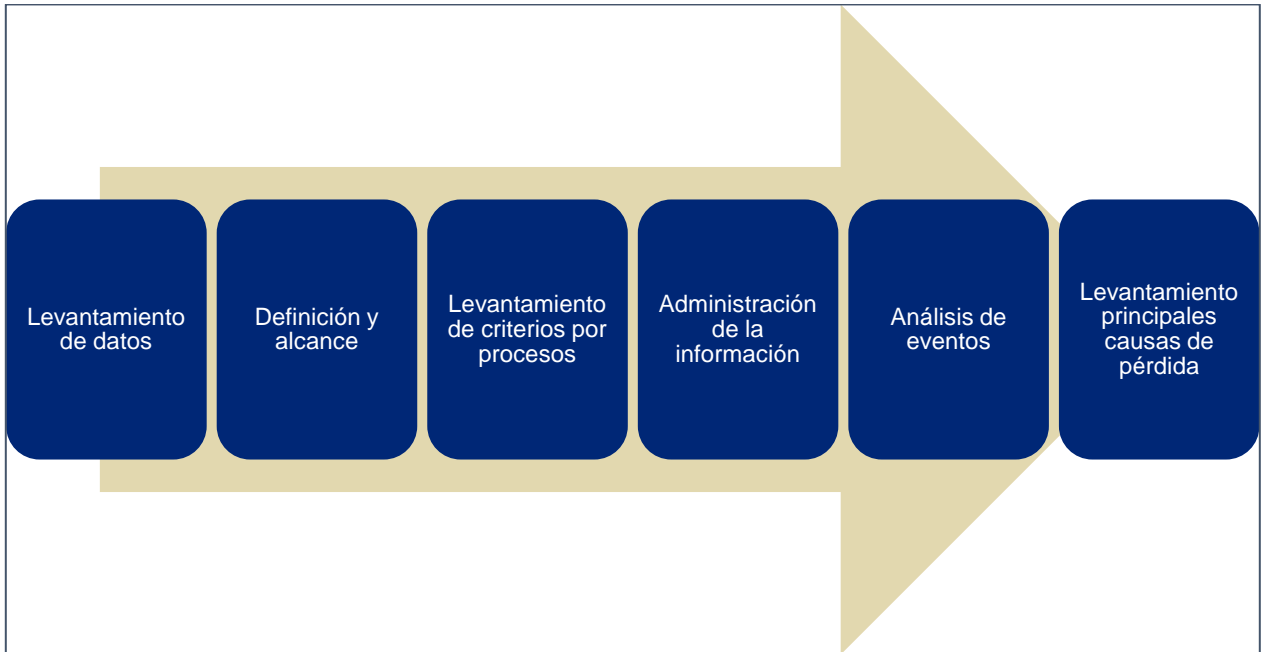 Levantamiento
de datos
Definición y
alcance
Levantamiento
de criterios por
procesos
Administración
de la
información
Análisis de
eventos
Levantamiento
principales
causas de
pérdida